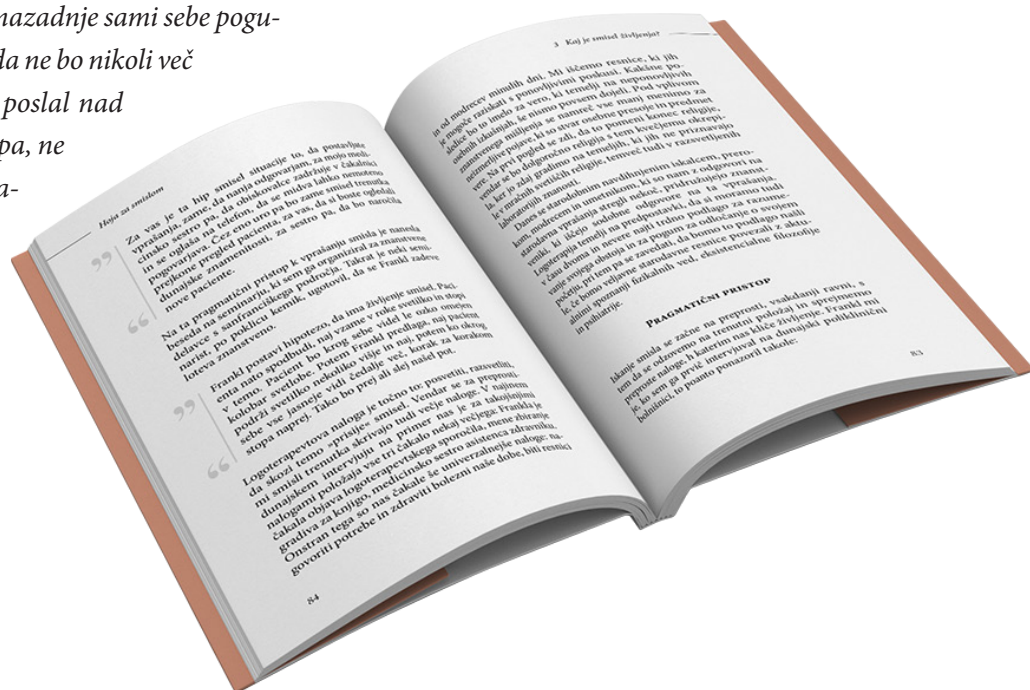 nazadnje sami sebe pogu-
da ne bo nikoli več
poslal nad
pa, ne
a-
Hoja za smislom
Za vas je ta hip smisel situacije to, da postavljate
vprašanja, zame, da nanja odgovarjam, za mojo medi-
cinsko sestro pa, da obiskovalce zadržuje v čakalnici
in se oglaša na telefon, da se midva lahko nemoteno
pogovarjava. Čez eno uro pa bo zame smisel trenutka
prejkone pregled pacienta, za vas, da si boste ogledali
dunajske znamenitosti, za sestro pa, da bo naročila
nove paciente.
Na ta pragmatični pristop k vprašanju smisla je nanesla
beseda na seminarju, ki sem ga organiziral za znanstvene
delavce s sanfranciškega področja. Takrat je neki semi-
narist, po poklicu kemik, ugotovil, da se Frankl zadeve
loteva znanstveno.
Frankl postavi hipotezo, da ima življenje smisel. Paci-
enta nato spodbudi, naj vzame v roke svetilko in stopi
v temo. Pacient bo krog sebe videl le ozko omejen
kolobar svetlobe. Potem Frankl predlaga, naj pacient
podrži svetilko nekoliko više in naj, potem ko okrog
sebe vse jasneje vidi čedalje več, korak za korakom
stopa naprej. Tako bo prej ali slej našel pot.
Logoterapevtova naloga je točno to: posvetiti, razsvetliti,
da skozi temo »prisije« smisel. Vendar se za preprosti-
mi smisli trenutka skrivajo tudi večje naloge. V najinem
dunajskem intervjuju na primer nas je za takojšnjimi
nalogami položaja vse tri čakalo nekaj večjega: Frankla je
čakala objava logoterapevtskega sporočila, mene zbiranje
gradiva za knjigo, medicinsko sestro asistenca zdravniku.
Onstran tega so nas čakale še univerzalnejše naloge: na-
govoriti potrebe in zdraviti bolezni naše dobe, biti resnici
84
3 Kaj je smisel življenja?
in od modrecev minulih dni. Mi iščemo resnice, ki jih
je mogoče raziskati s ponovljivimi poskusi. Kakšne po-
sledice bo to imelo za vero, ki temelji na neponovljivih
osebnih izkušnjah, še nismo povsem dojeli. Pod vplivom
znanstvenega mišljenja se namreč vse manj menimo za
neizmerljive pojave, ki so stvar osebne presoje in predmet
vere. Na prvi pogled se zdi, da to pomeni konec religije,
vendar se bo dolgoročno religija s tem kvečjemu okrepi-
la, ker jo zdaj gradimo na temeljih, ki jih ne priznavajo
le v mračnih svetiščih religije, temveč tudi v razsvetljenih
laboratorijih znanosti.
Danes se starodobnim navdihnjenim iskalcem, prero-
kom, modrecem in umetnikom, ki so nam z odgovori na
starodavna vprašanja stregli nekoč, pridružujejo znanst-
veniki, ki iščejo sodobne odgovore na ta vprašanja.
Logoterapija temelji na predpostavki, da si moramo tudi
v času dvoma in nevere najti trdno podlago za razume-
vanje svojega obstoja in za pogum za odločanje o svojem
početju, pri tem pa se zavedati, da bomo to podlago našli
le, če bomo veljavne starodavne resnice povezali z aktu-
alnimi spoznanji fizikalnih ved, eksistencialne filozofije
in psihiatrije.
Pragmatični pristop
Iskanje smisla se začne na preprosti, vsakdanji ravni, s
tem da se odzovemo na trenutni položaj in sprejmemo
preproste naloge, h katerim nas kliče življenje. Frankl mi
je, ko sem ga prvič intervjuval na dunajski poliklinični
bolnišnici, to poanto ponazoril takole:
83